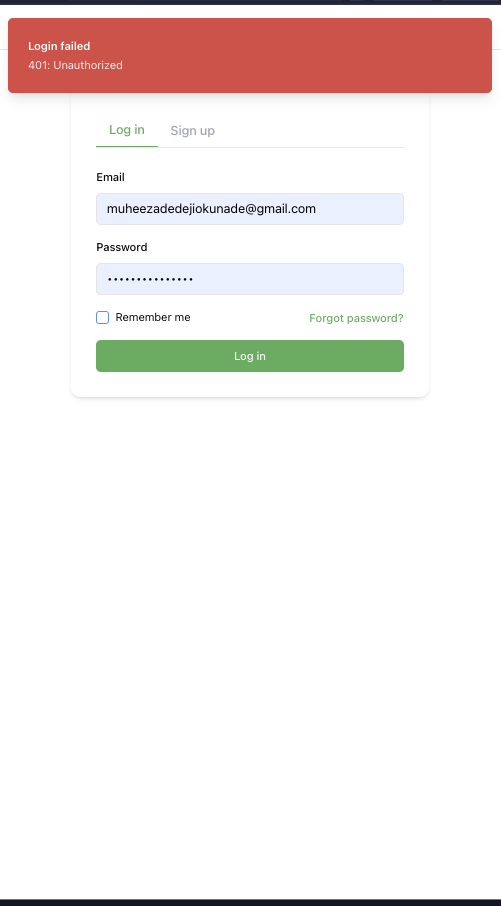 Login failed
401: Unauthorized
Log in Sign up
Email
muheezadedejiokunade@gmail.com
Password
•••••••••••••••
Remember me Forgot password?
Log in